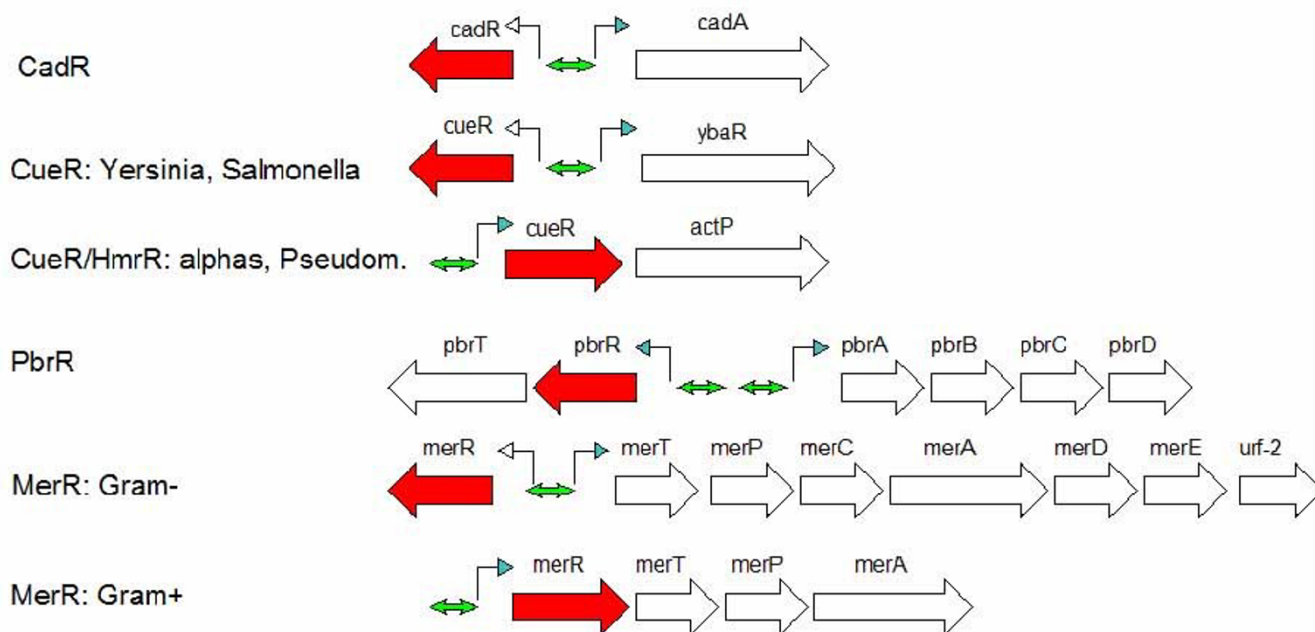 CadR cadR cadA
CueR: Yersinia, Salmonella cueR ybaR
CueR/HmrR: alphas, Pseudom. cueR actP
PbrR pbrT pbrR pbrA pbrB pbrC pbrD
MerR: Gram- merR merT merP merC merA merD merE urf-2
MerR: Gram+ merR merT merP merA